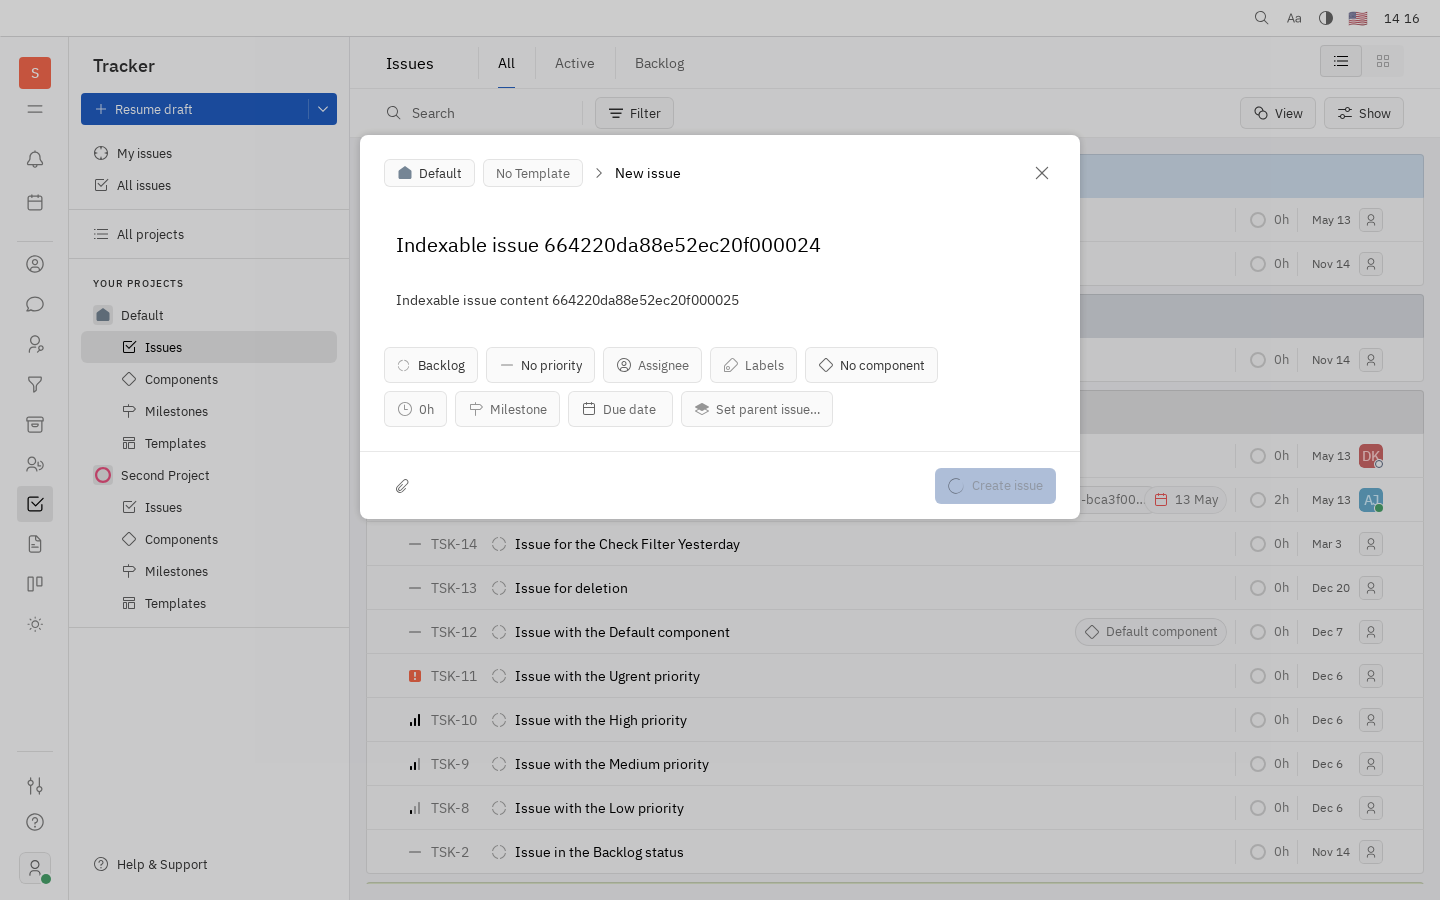 Aa 14 16
S
Tracker
Resume draft
My issues
All issues
All projects
YOUR PROJECTS
Default
Issues
Components
Milestones
Templates
Second Project
Issues
Components
Milestones
Templates
Help & Support
Issues All Active Backlog
Search Filter View Show
Default No Template New issue
Indexable issue 664220da88e52ec20f000024
Indexable issue content 664220da88e52ec20f000025
Backlog No priority Assignee Labels No component
0h Milestone Due date Set parent issue...
Create issue
0h May 13
0h Nov 14
0h Nov 14
0h May 13 DK
-bca3f00... 13 May 2h May 13 AJ
TSK-14 Issue for the Check Filter Yesterday 0h Mar 3
TSK-13 Issue for deletion 0h Dec 20
TSK-12 Issue with the Default component Default component 0h Dec 7
TSK-11 Issue with the Ugrent priority 0h Dec 6
TSK-10 Issue with the High priority 0h Dec 6
TSK-9 Issue with the Medium priority 0h Dec 6
TSK-8 Issue with the Low priority 0h Dec 6
TSK-2 Issue in the Backlog status 0h Nov 14